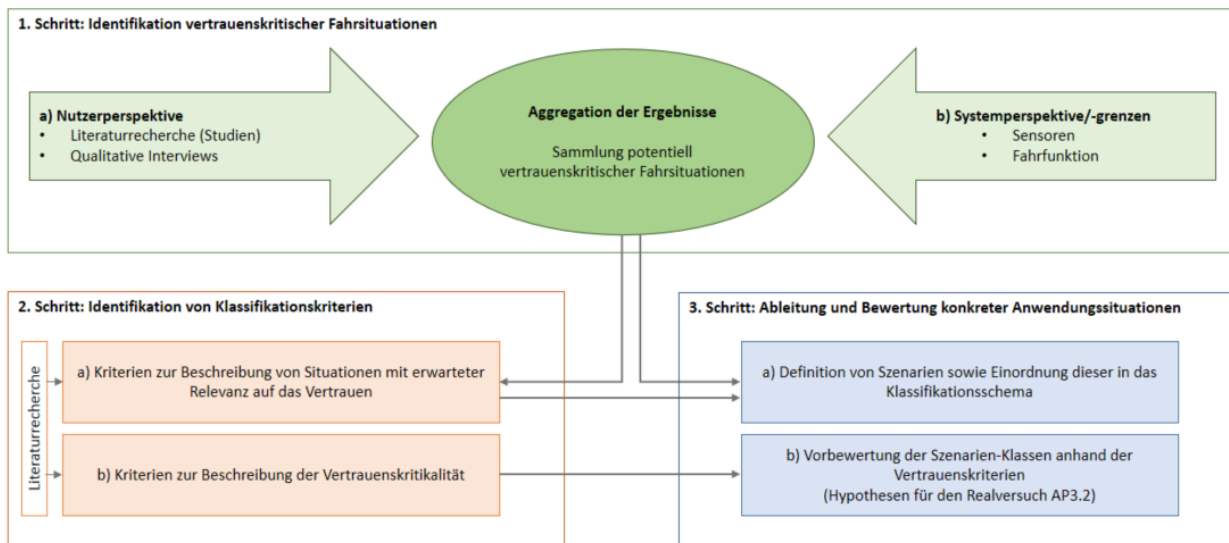 1. Schritt: Identifikation vertrauenskritischer Fahrsituationen
a) Nutzerperspektive
• Literaturrecherche (Studien)
• Qualitative Interviews
Aggregation der Ergebnisse
Sammlung potentiell
vertrauenskritischer Fahrsituationen
b) Systemperspektive/-grenzen
• Sensoren
• Fahrfunktion
2. Schritt: Identifikation von Klassifikationskriterien
Literaturrecherche
a) Kriterien zur Beschreibung von Situationen mit erwarteter
Relevanz auf das Vertrauen
b) Kriterien zur Beschreibung der Vertrauenskritikalität
3. Schritt: Ableitung und Bewertung konkreter Anwendungssituationen
a) Definition von Szenarien sowie Einordnung dieser in das
Klassifikationsschema
b) Vorbewertung der Szenarien-Klassen anhand der
Vertrauenskriterien
(Hypothesen für den Realversuch AP3.2)